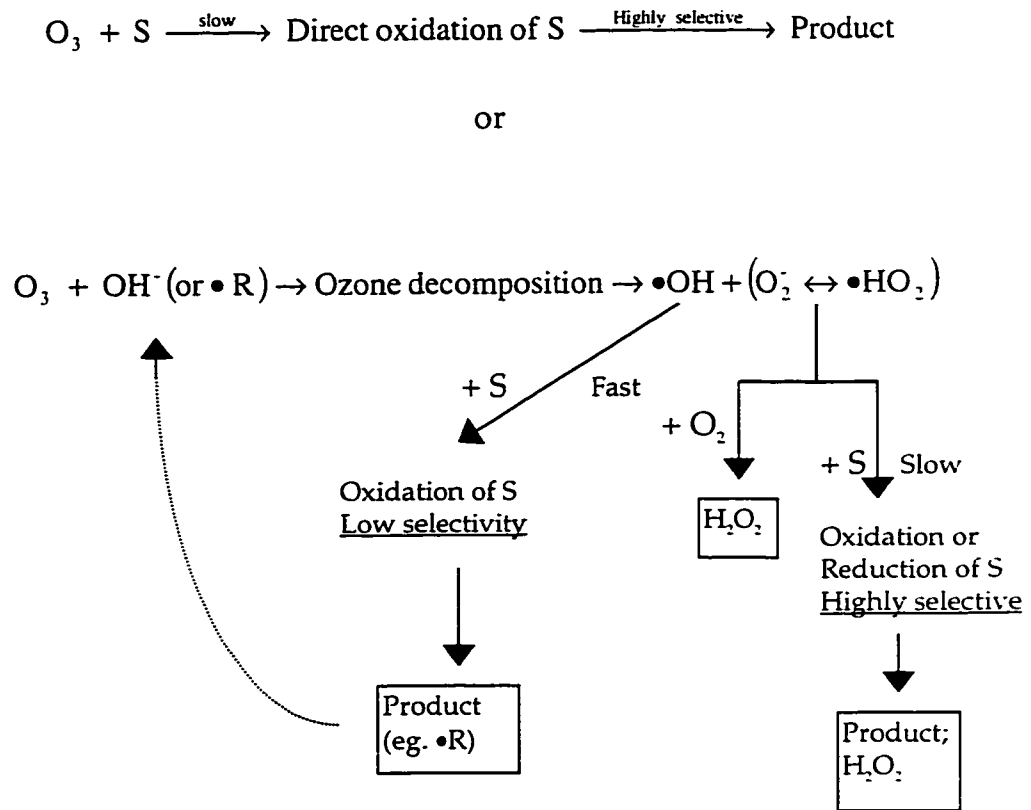 slow
Highly selective
O₃ + S ⟶ Direct oxidation of S ⟶ Product
or
O₃ + OH⁻ (or • R) → Ozone decomposition → •OH + (O₂⁻ ↔ •HO₂)
+ S
Fast
+ O₂
+ S
Slow
Oxidation of S
Low selectivity
H₂O₂
Oxidation or
Reduction of S
Highly selective
Product
(eg. •R)
Product;
H₂O₂